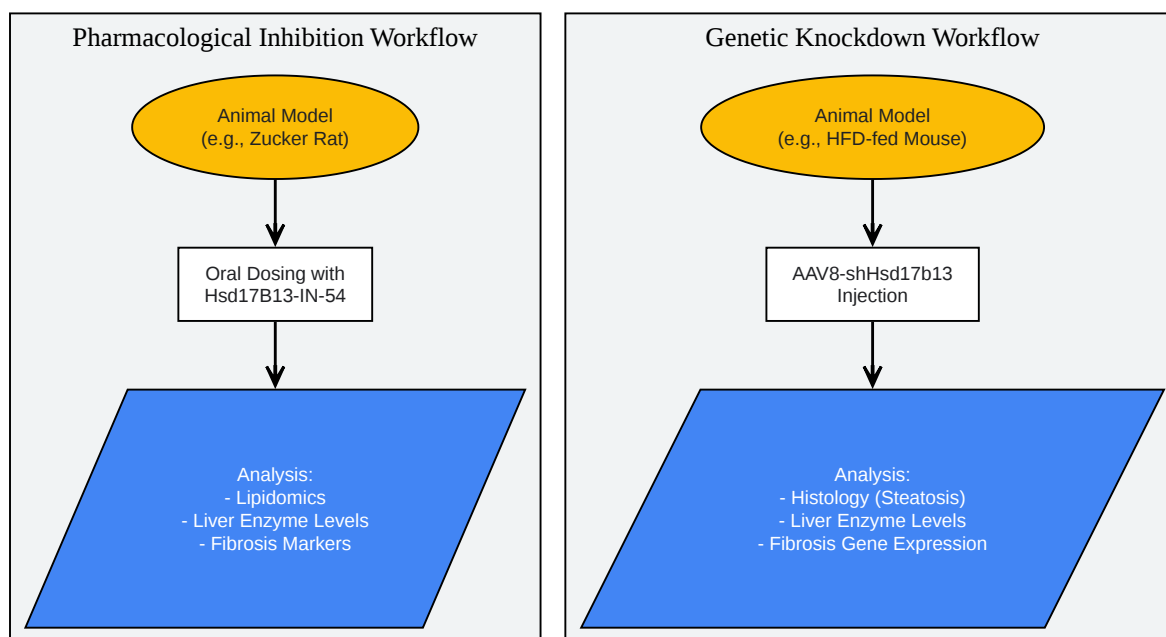 Pharmacological Inhibition Workflow
Animal Model
(e.g., Zucker Rat)
Oral Dosing with
Hsd17B13-IN-54
Analysis:
- Lipidomics
- Liver Enzyme Levels
- Fibrosis Markers
Genetic Knockdown Workflow
Animal Model
(e.g., HFD-fed Mouse)
AAV8-shHsd17b13
Injection
Analysis:
- Histology (Steatosis)
- Liver Enzyme Levels
- Fibrosis Gene Expression